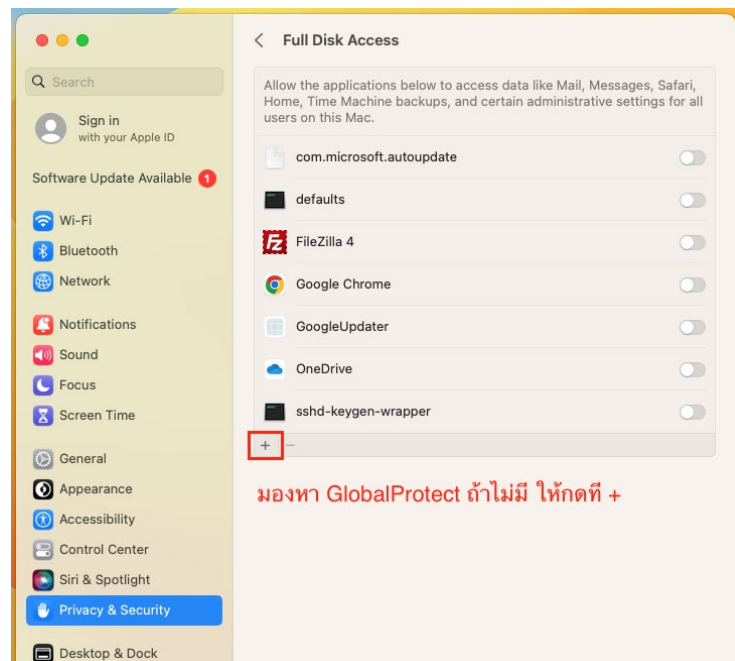 Full Disk Access
Search
Allow the applications below to access data like Mail, Messages, Safari,
Home, Time Machine backups, and certain administrative settings for all
users on this Mac.
Sign in
with your Apple ID
Software Update Available 1
Wi-Fi
Bluetooth
Network
Notifications
Sound
Focus
Screen Time
General
Appearance
Accessibility
Control Center
Siri & Spotlight
Privacy & Security
Desktop & Dock
com.microsoft.autoupdate
defaults
FileZilla 4
Google Chrome
GoogleUpdater
OneDrive
sshd-keygen-wrapper
+ −
มองหา GlobalProtect ถ้าไม่มี ให้กดที +